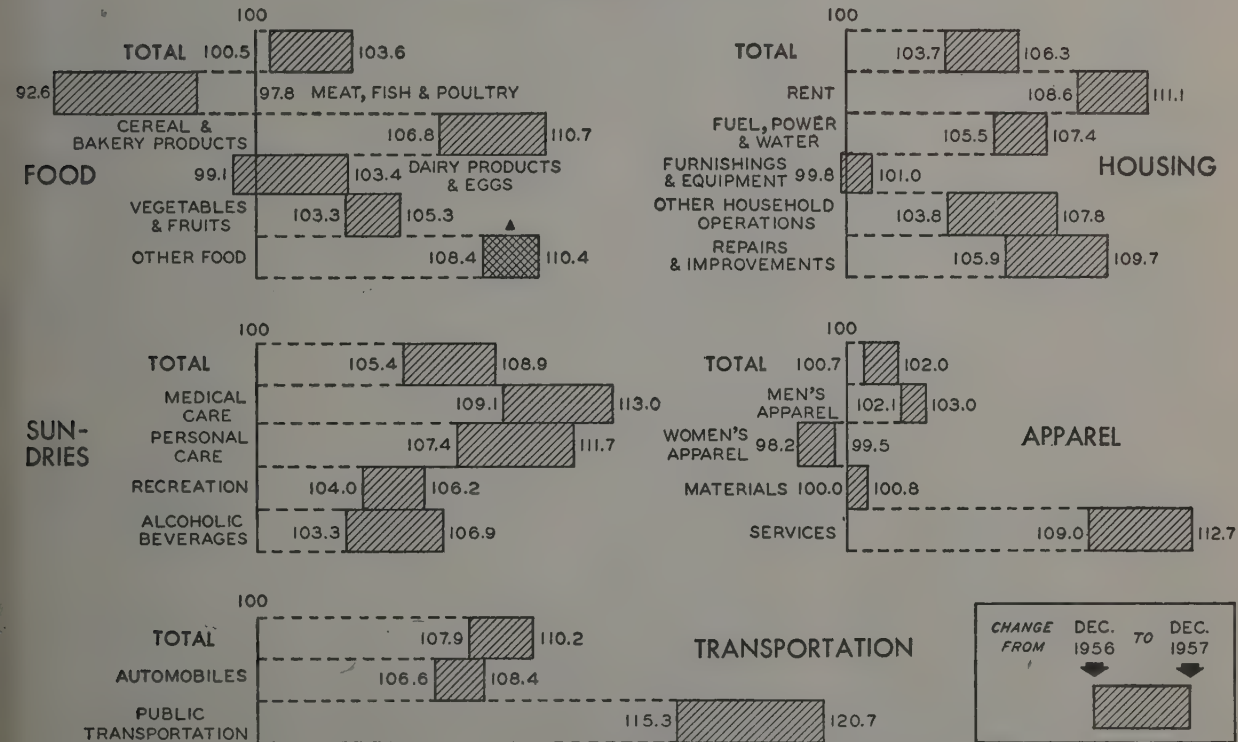 100
TOTAL 100.5 103.6
92.6 97.8 MEAT, FISH & POULTRY
CEREAL &
BAKERY PRODUCTS 106.8 110.7
FOOD
99.1 103.4 DAIRY PRODUCTS
& EGGS
VEGETABLES
& FRUITS 103.3 105.3
OTHER FOOD 108.4 110.4
100
TOTAL 103.7 106.3
RENT 108.6 111.1
FUEL, POWER
& WATER 105.5 107.4
HOUSING
FURNISHINGS
& EQUIPMENT 99.8 101.0
OTHER HOUSEHOLD
OPERATIONS 103.8 107.8
REPAIRS
& IMPROVEMENTS 105.9 109.7
100
TOTAL 105.4 108.9
MEDICAL
CARE 109.1 113.0
SUN-
DRIES
PERSONAL
CARE 107.4 111.7
RECREATION 104.0 106.2
ALCOHOLIC
BEVERAGES 103.3 106.9
100
TOTAL 100.7 102.0
MEN'S
APPAREL 102.1 103.0
WOMEN'S
APPAREL 98.2 99.5
APPAREL
MATERIALS 100.0 100.8
SERVICES 109.0 112.7
100
TOTAL 107.9 110.2
TRANSPORTATION
AUTOMOBILES 106.6 108.4
PUBLIC
TRANSPORTATION 115.3 120.7
CHANGE DEC. TO DEC.
FROM 1956 1957